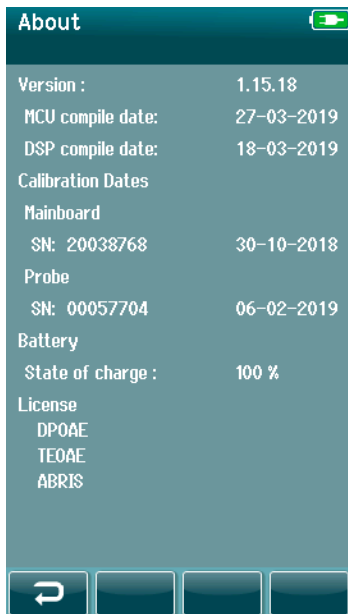 About
Version : 1.15.18
MCU compile date: 27-03-2019
DSP compile date: 18-03-2019
Calibration Dates
Mainboard
SN: 20038768 30-10-2018
Probe
SN: 00057704 06-02-2019
Battery
State of charge : 100 %
License
DPOAE
TEOAE
ABRIS